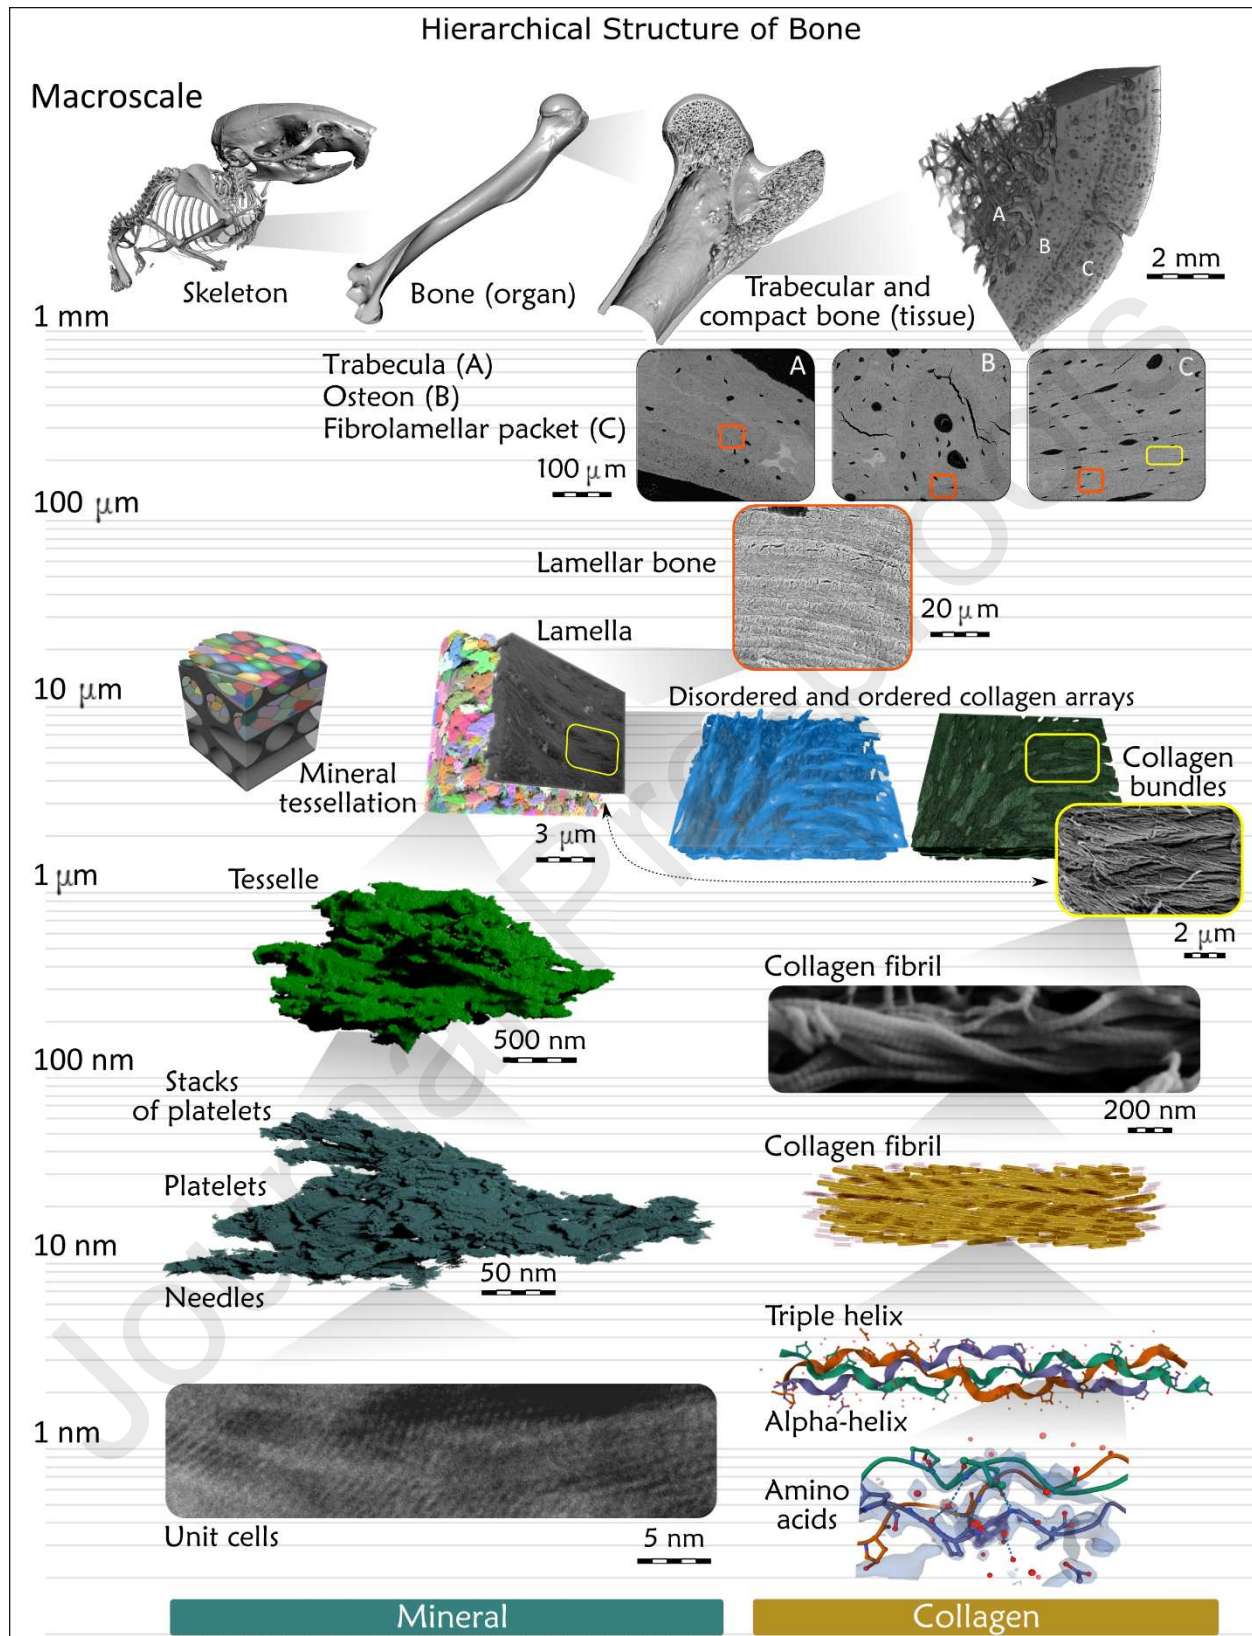 Hierarchical Structure of Bone
Macroscale
Skeleton
Bone (organ)
Trabecular and
compact bone (tissue)
A
B
C
2 mm
1 mm
Trabecula (A)
Osteon (B)
Fibrolamellar packet (C)
100 μm
A
B
C
100 μm
Lamellar bone
20 μm
Lamella
10 μm
Mineral
tessellation
3 μm
Disordered and ordered collagen arrays
Collagen
bundles
2 μm
1 μm
Tesselle
500 nm
Collagen fibril
200 nm
100 nm
Stacks
of platelets
Platelets
Needles
50 nm
Collagen fibril
10 nm
Triple helix
Alpha-helix
1 nm
Unit cells
5 nm
Amino
acids
Mineral
Collagen
Journal Pre-proofs